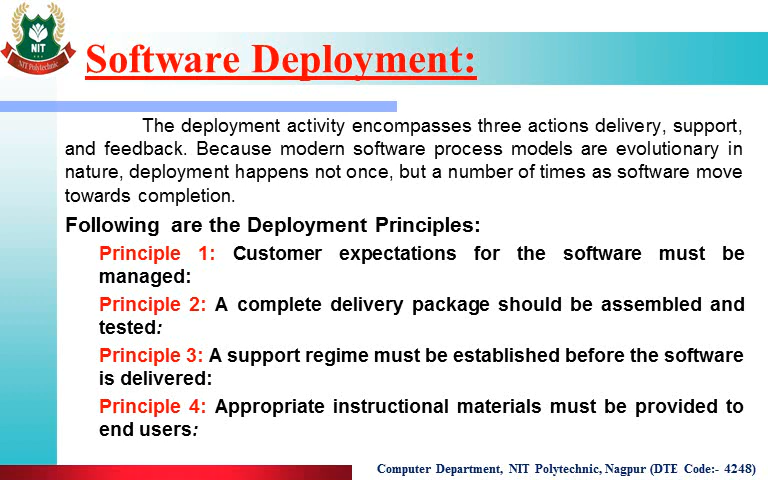 NIT
NIT Polytechnic
Software Deployment:
The deployment activity encompasses three actions delivery, support,
and feedback. Because modern software process models are evolutionary in
nature, deployment happens not once, but a number of times as software move
towards completion.
Following are the Deployment Principles:
Principle 1: Customer expectations for the software must be
managed:
Principle 2: A complete delivery package should be assembled and
tested:
Principle 3: A support regime must be established before the software
is delivered:
Principle 4: Appropriate instructional materials must be provided to
end users:
Computer Department, NIT Polytechnic, Nagpur (DTE Code:- 4248)